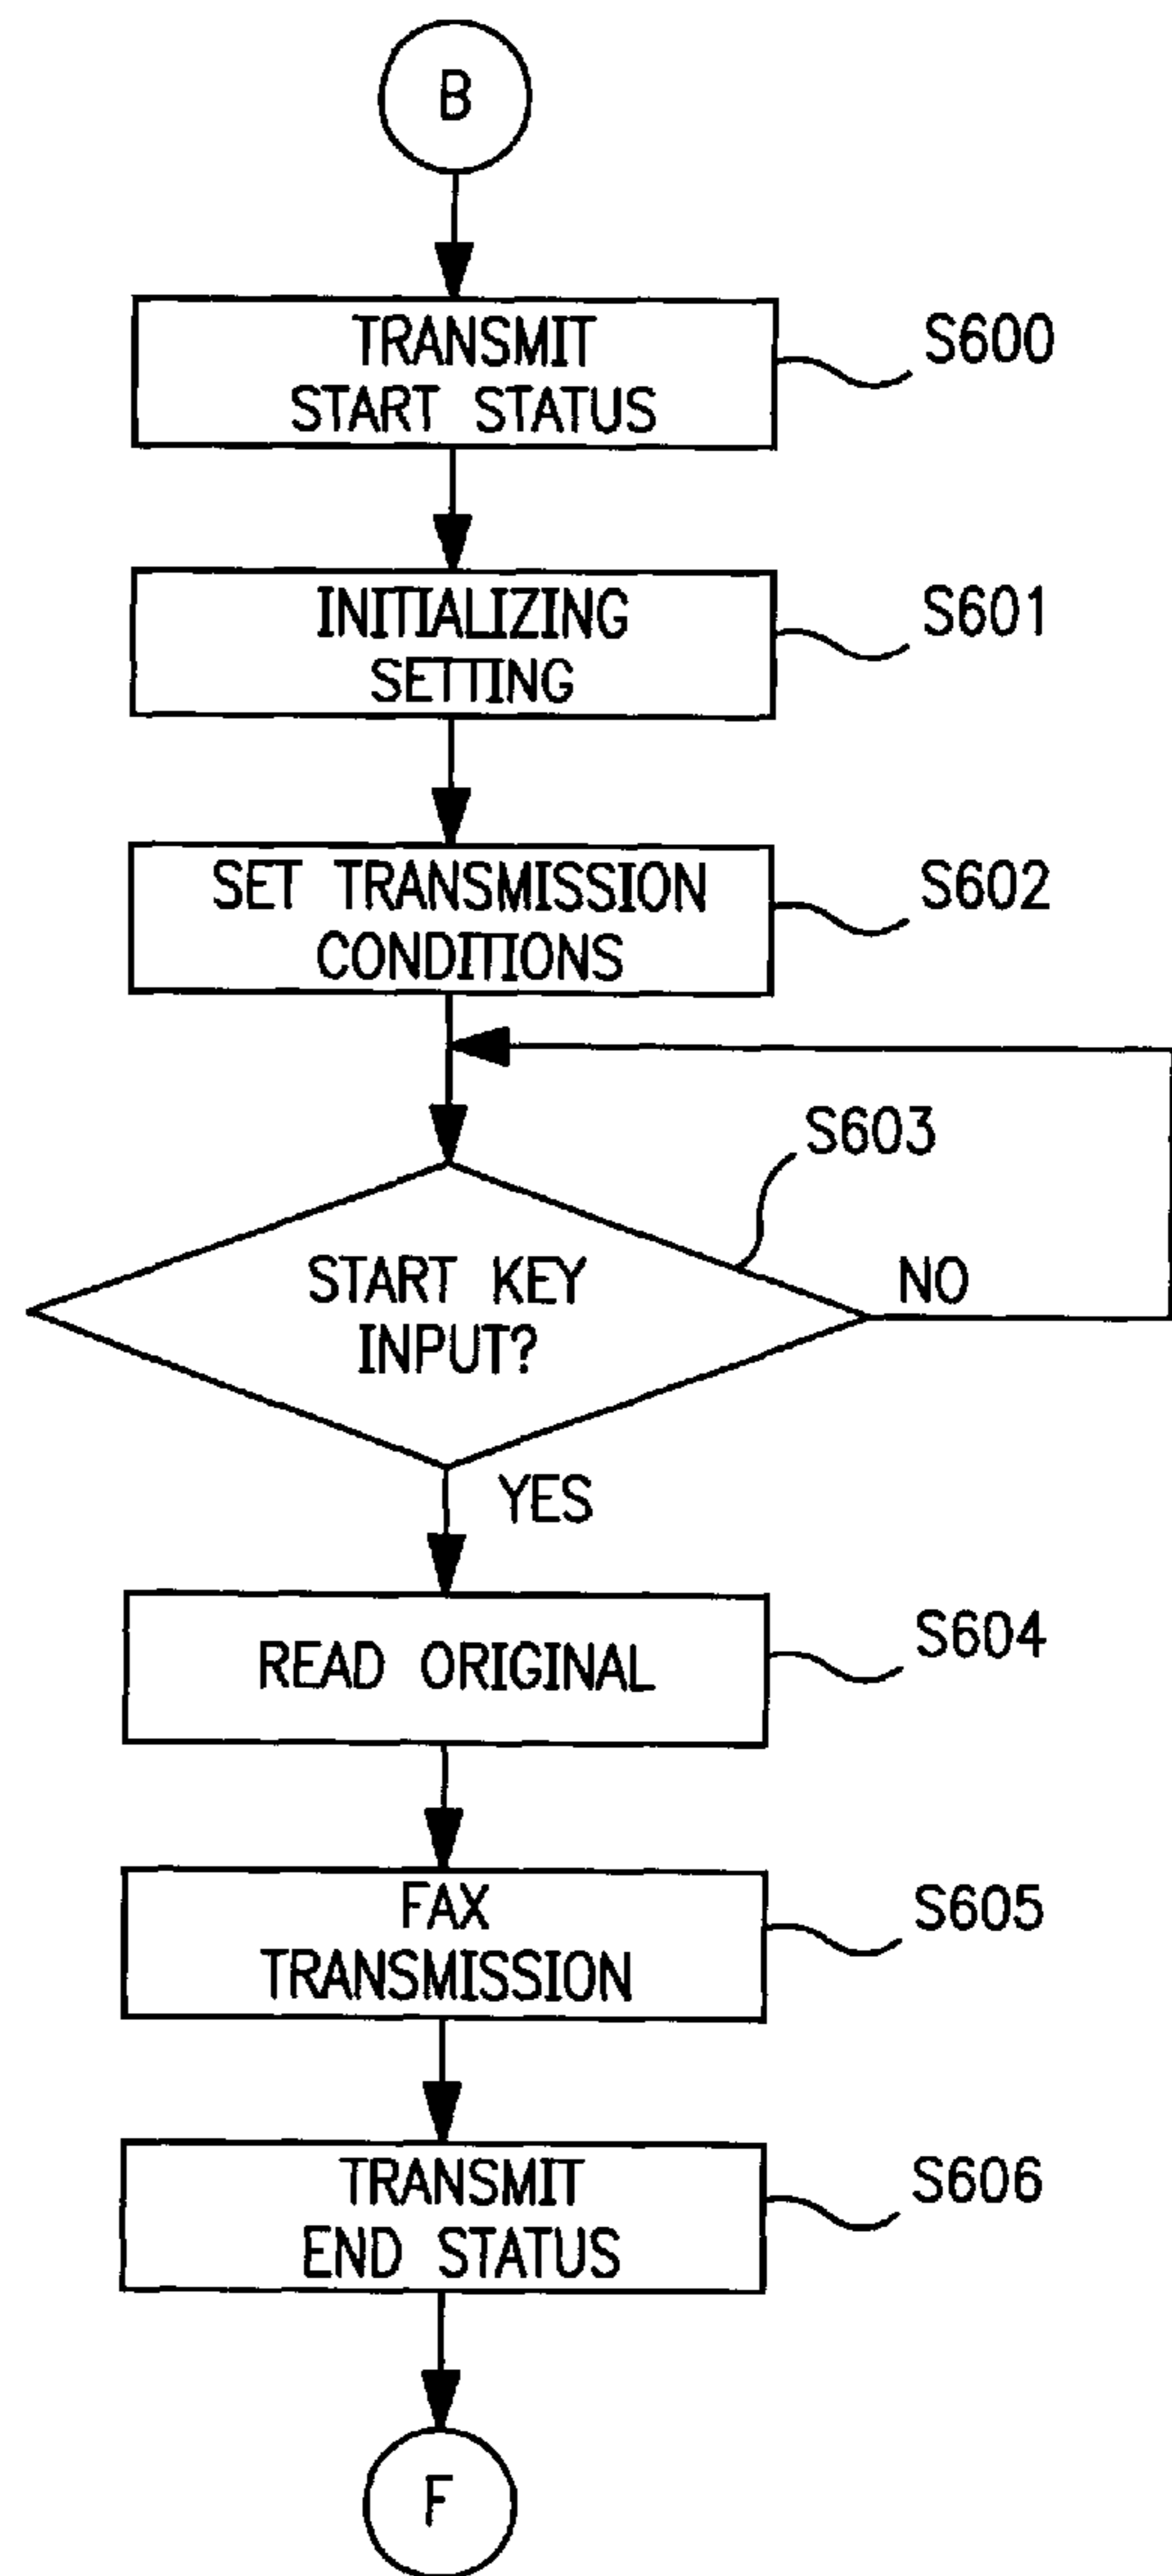 B
TRANSMIT
START STATUS
S600
INITIALIZING
SETTING
S601
SET TRANSMISSION
CONDITIONS
S602
S603
START KEY
INPUT?
NO
YES
READ ORIGINAL
S604
FAX
TRANSMISSION
S605
TRANSMIT
END STATUS
S606
F